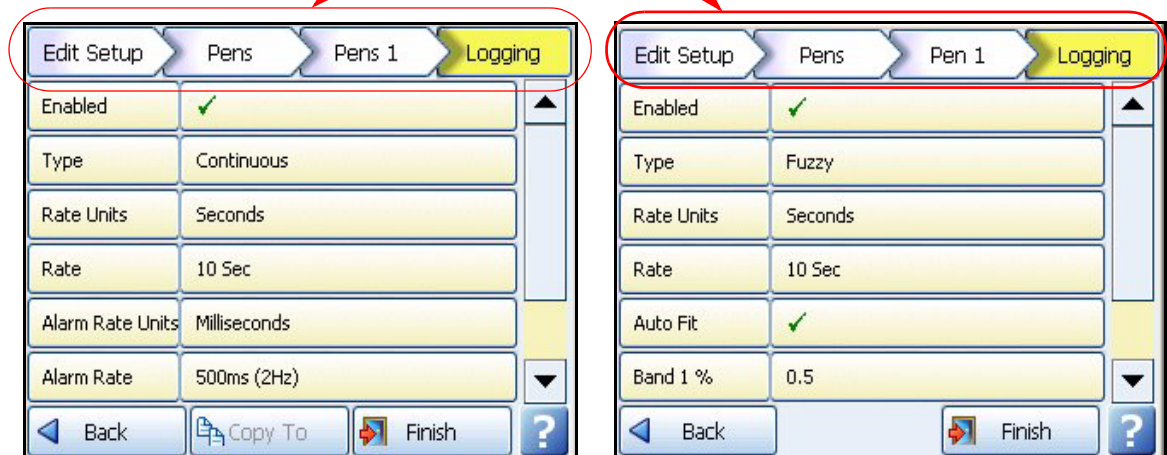 Edit Setup Pens Pens 1 Logging
Enabled
Type Continuous
Rate Units Seconds
Rate 10 Sec
Alarm Rate Units Milliseconds
Alarm Rate 500ms (2Hz)
Back Copy To Finish ?
Edit Setup Pens Pen 1 Logging
Enabled
Type Fuzzy
Rate Units Seconds
Rate 10 Sec
Auto Fit
Band 1 % 0.5
Back Finish ?